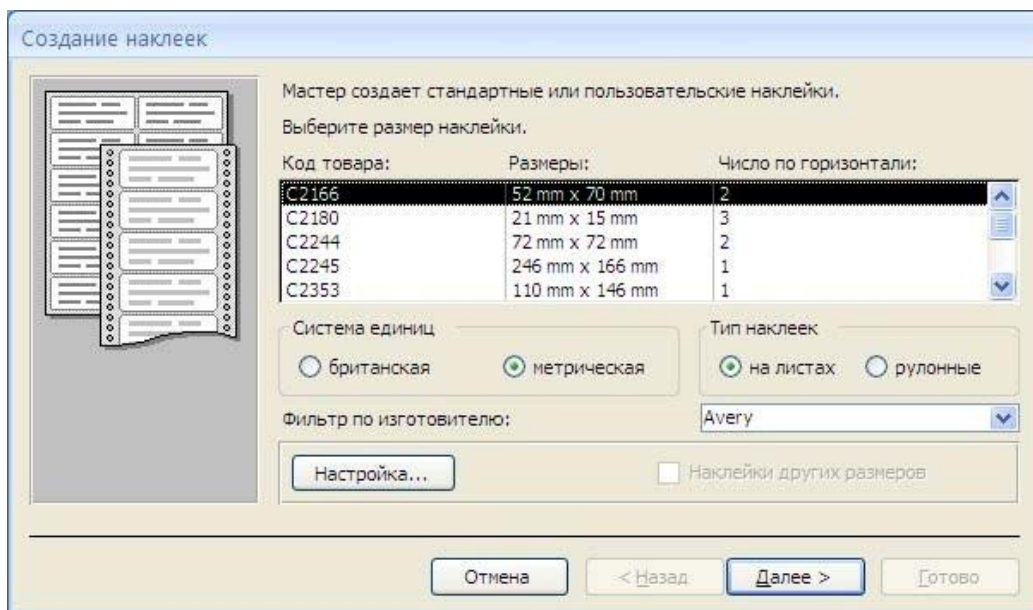 Создание наклеек
Мастер создает стандартные или пользовательские наклейки.
Выберите размер наклейки.
Код товара: Размеры: Число по горизонтали:
C2166 52 mm x 70 mm 2
C2180 21 mm x 15 mm 3
C2244 72 mm x 72 mm 2
C2245 246 mm x 166 mm 1
C2353 110 mm x 146 mm 1
Система единиц Тип наклеек
британская метрическая на листах рулонные
Фильтр по изготовителю: Avery
Настройка... Наклейки других размеров
Отмена < Назад Далее > Готово